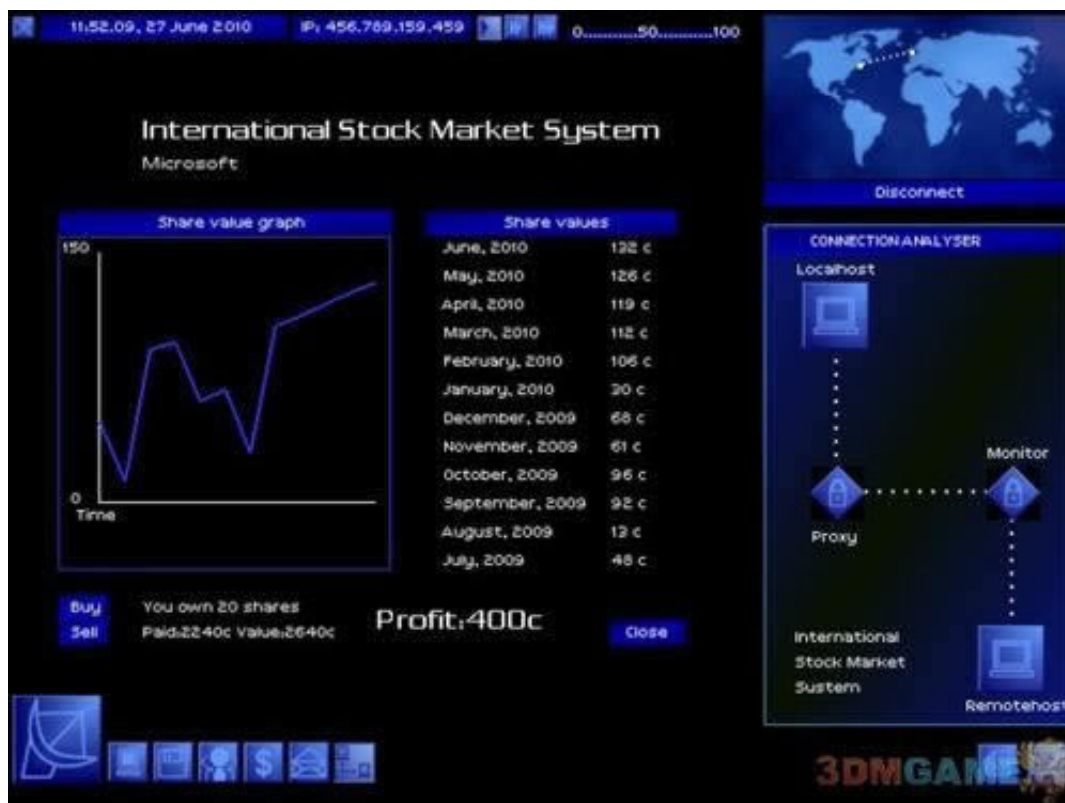 11:52.09, 27 June 2010
IP: 456.789.159.459
0...........50...........100
International Stock Market System
Microsoft
Disconnect
Share value graph
150
0
Time
Share values
June, 2010 132 c
May, 2010 126 c
April, 2010 119 c
March, 2010 112 c
February, 2010 106 c
January, 2010 30 c
December, 2009 68 c
November, 2009 61 c
October, 2009 96 c
September, 2009 92 c
August, 2009 13 c
July, 2009 48 c
Buy
You own 20 shares
Sell
Paid:2240c Value:2640c
Profit:400c
Close
CONNECTION ANALYSER
Localhost
Monitor
Proxy
International
Stock Market
System
Remotehost
3DMGAME